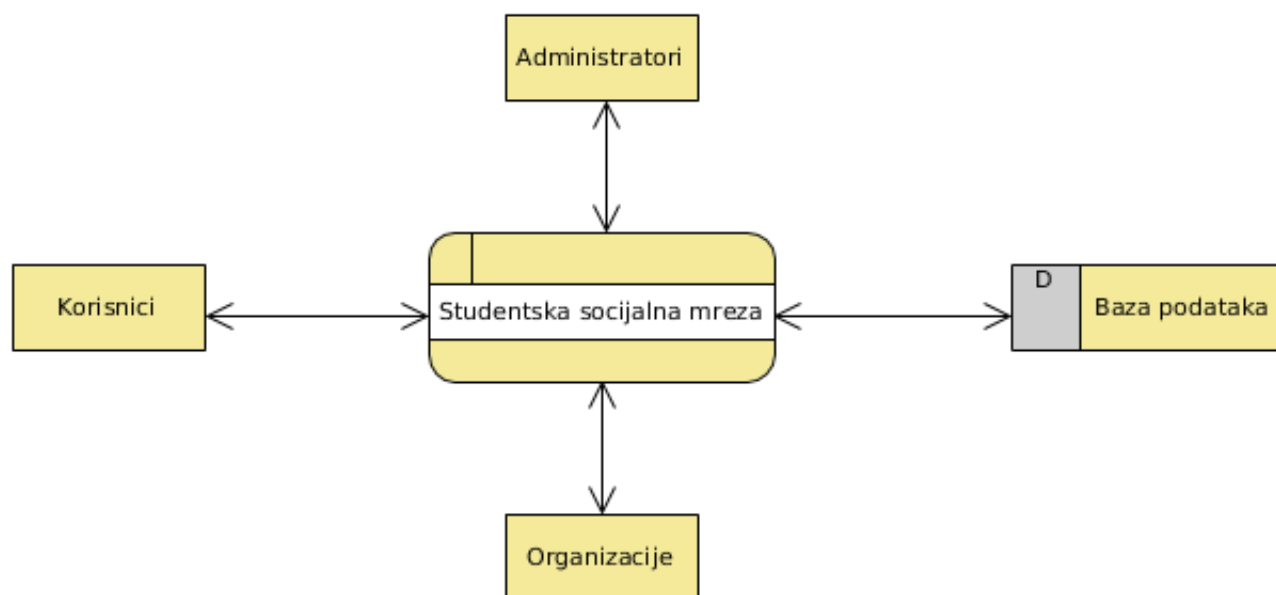 Administratori
Korisnici
Studentska socijalna mreza
D
Baza podataka
Organizacije